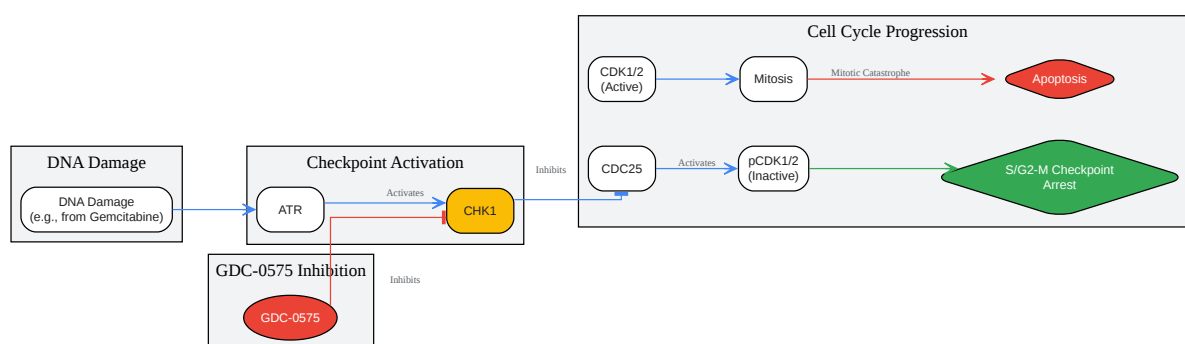 Cell Cycle Progression
CDK1/2
(Active)
Mitosis
Mitotic Catastrophe
Apoptosis
DNA Damage
DNA Damage
(e.g., from Gemcitabine)
Checkpoint Activation
ATR
Activates
CHK1
Inhibits
CDC25
Activates
pCDK1/2
(Inactive)
S/G2-M Checkpoint
Arrest
GDC-0575 Inhibition
Inhibits
GDC-0575